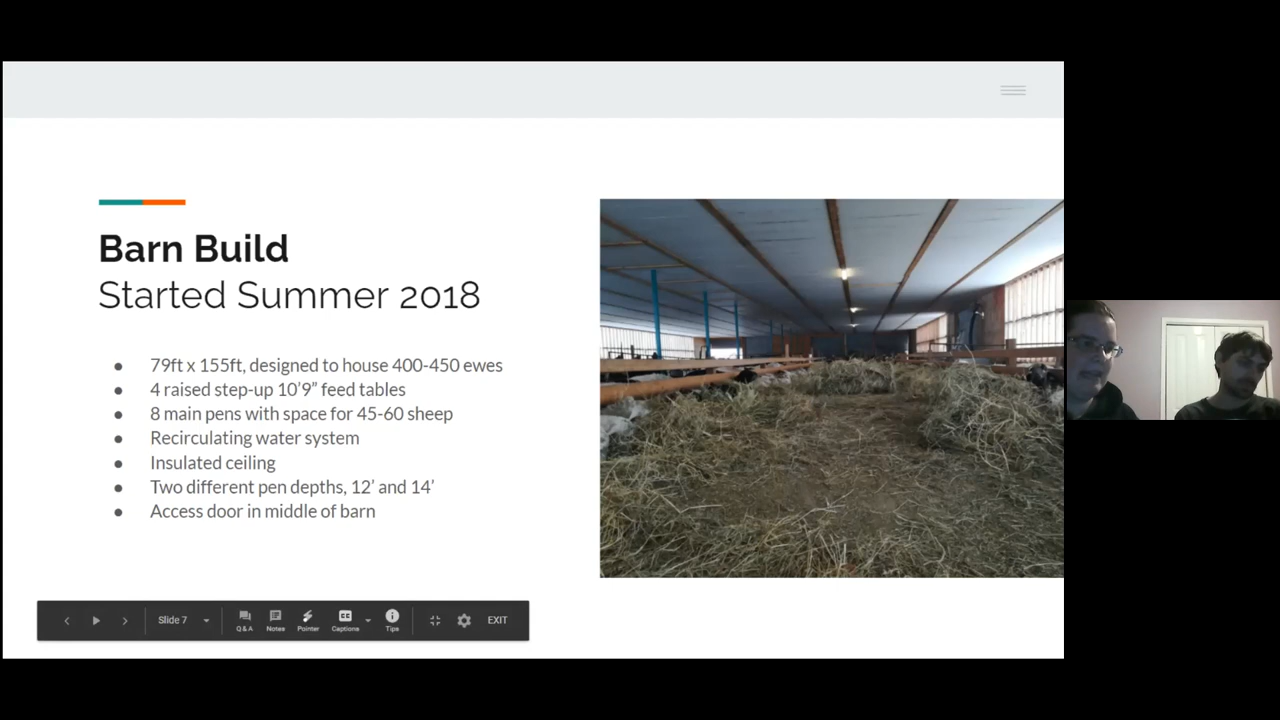 Barn Build
Started Summer 2018
● 79ft x 155ft, designed to house 400-450 ewes
● 4 raised step-up 10’9” feed tables
● 8 main pens with space for 45-60 sheep
● Recirculating water system
● Insulated ceiling
● Two different pen depths, 12’ and 14’
● Access door in middle of barn
Slide 7
Q&A
Notes
Pointer
CC
Captions
Tips
EXIT